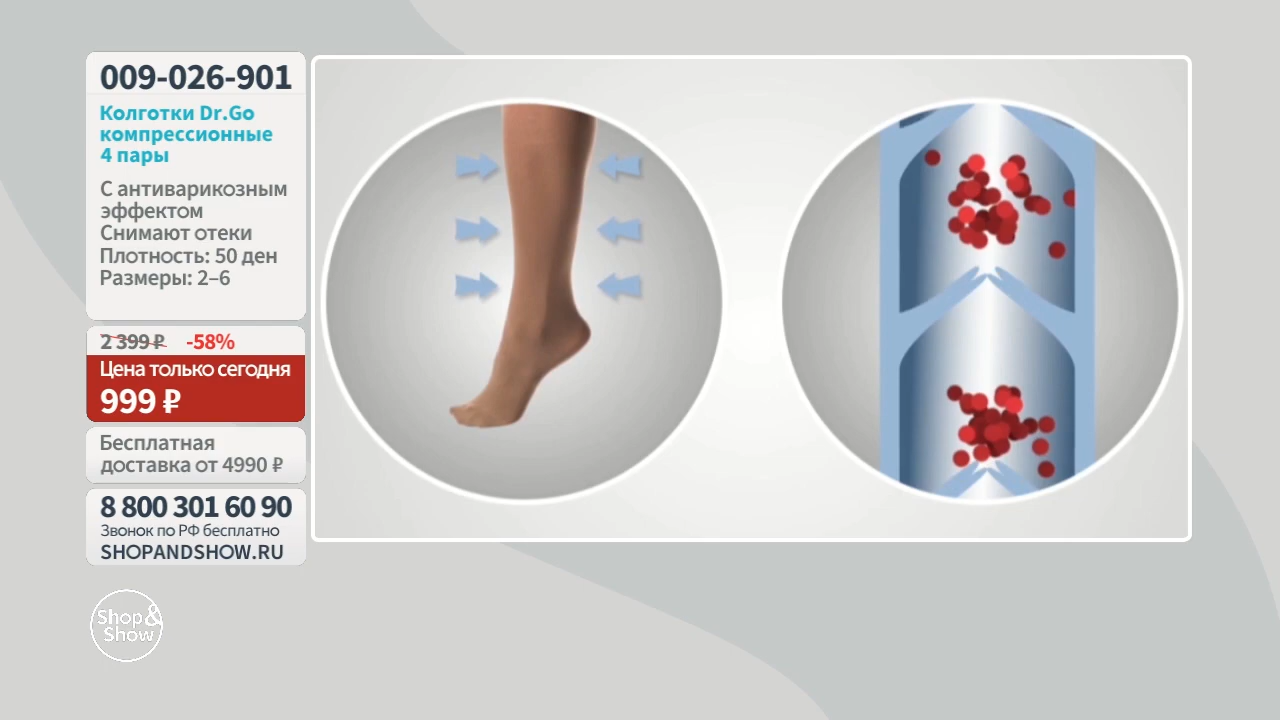 009-026-901
Колготки Dr.Go
компрессионные
4 пары
С антиварикозным
эффектом
Снимают отеки
Плотность: 50 ден
Размеры: 2–6
2 399 ₽ -58%
Цена только сегодня
999 ₽
Бесплатная
доставка от 4990 ₽
8 800 301 60 90
Звонок по РФ бесплатно
SHOPANDSHOW.RU
Shop&
Show